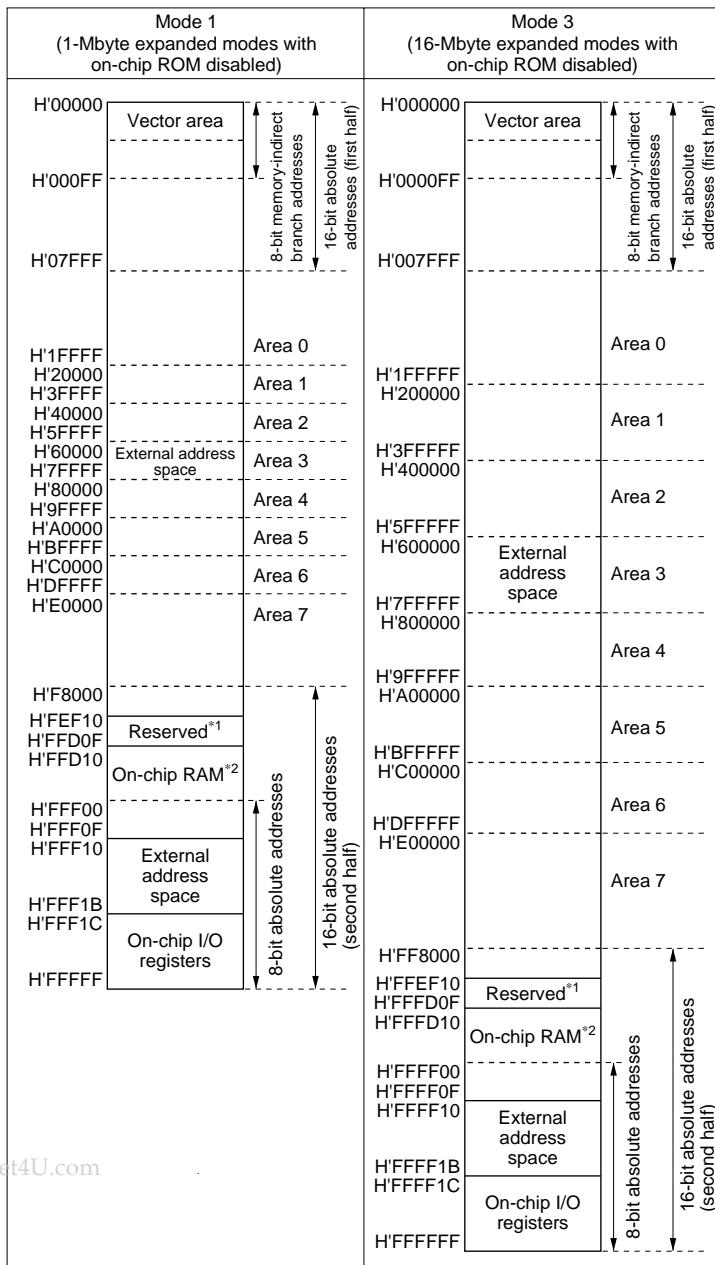 Mode 1
(1-Mbyte expanded modes with
on-chip ROM disabled)
H'00000
Vector area
H'000FF
H'07FFF
8-bit memory-indirect
branch addresses
16-bit absolute
addresses (first half)
H'1FFFF
H'20000
H'3FFFF
H'40000
H'5FFFF
H'60000
H'7FFFF
H'80000
H'9FFFF
H'A0000
H'BFFFF
H'C0000
H'DFFFF
H'E0000
External address
space
Area 0
Area 1
Area 2
Area 3
Area 4
Area 5
Area 6
Area 7
H'F8000
H'FEF10
H'FFD0F
H'FFD10
Reserved*1
On-chip RAM*2
H'FFF00
H'FFF0F
H'FFF10
External
address
space
H'FFF1B
H'FFF1C
On-chip I/O
registers
H'FFFFF
8-bit absolute addresses
16-bit absolute addresses
(second half)
Mode 3
(16-Mbyte expanded modes with
on-chip ROM disabled)
H'000000
Vector area
H'0000FF
H'007FFF
8-bit memory-indirect
branch addresses
16-bit absolute
addresses (first half)
H'1FFFFF
H'200000
H'3FFFFF
H'400000
H'5FFFFF
H'600000
H'7FFFFF
H'800000
H'9FFFFF
H'A00000
H'BFFFFF
H'C00000
H'DFFFFF
H'E00000
External
address
space
Area 0
Area 1
Area 2
Area 3
Area 4
Area 5
Area 6
Area 7
H'FF8000
H'FFEF10
H'FFFD0F
H'FFFD10
Reserved*1
On-chip RAM*2
H'FFFF00
H'FFFF0F
H'FFFF10
External
address
space
H'FFFF1B
H'FFFF1C
On-chip I/O
registers
H'FFFFFF
8-bit absolute addresses
16-bit absolute addresses
(second half)
et4U.com